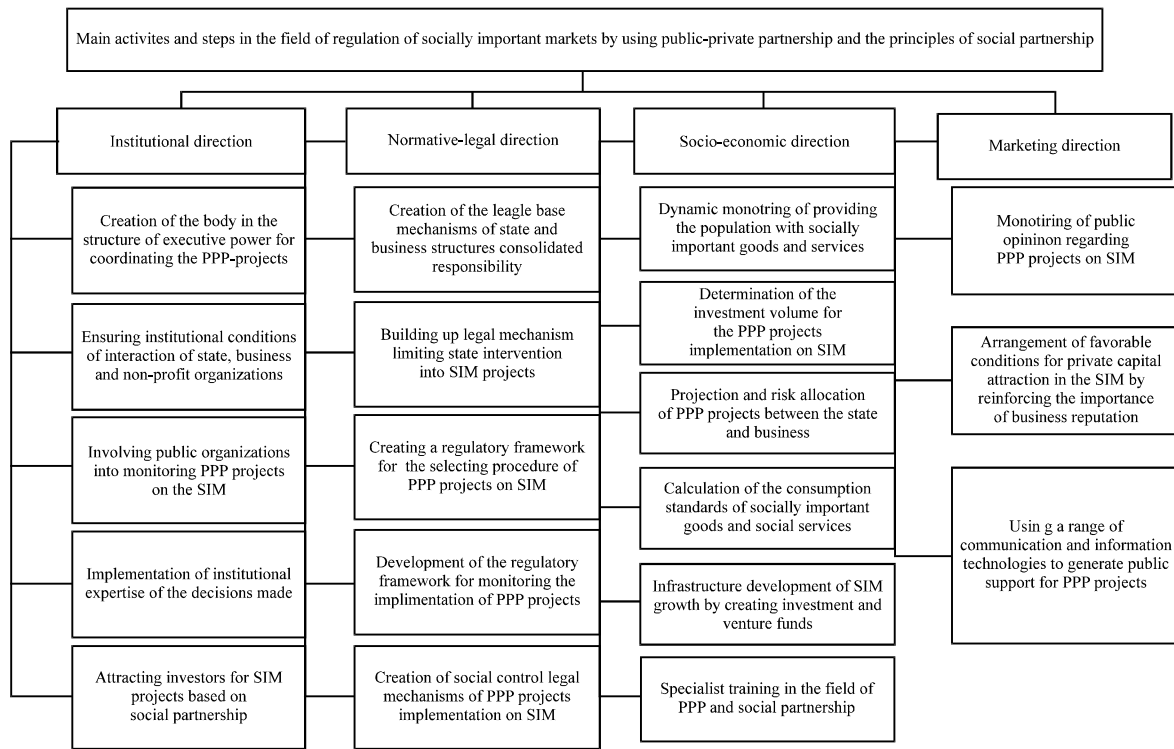 Main activites and steps in the field of regulation of socially important markets by using public-private partnership and the principles of social partnership
Institutional direction
Creation of the body in the
structure of executive power for
coordinating the PPP-projects
Ensuring institutional conditions
of interaction of state, business
and non-profit organizations
Involving public organizations
into monitoring PPP projects
on the SIM
Implementation of institutional
expertise of the decisions made
Attracting investors for SIM
projects based on
social partnership
Normative-legal direction
Creation of the leagle base
mechanisms of state and
business structures consolidated
responsibility
Building up legal mechanism
limiting state intervention
into SIM projects
Creating a regulatory framework
for the selecting procedure of
PPP projects on SIM
Development of the regulatory
framework for monitoring the
implimentation of PPP projects
Creation of social control legal
mechanisms of PPP projects
implementation on SIM
Socio-economic direction
Dynamic monotring of providing
the population with socially
important goods and services
Determination of the
investment volume for
the PPP projects
implementation on SIM
Projection and risk allocation
of PPP projects between the state
and business
Calculation of the consumption
standards of socially important
goods and social services
Infrastructure development of SIM
growth by creating investment and
venture funds
Specialist training in the field of
PPP and social partnership
Marketing direction
Monotiring of public
opininon regarding
PPP projects on SIM
Arrangement of favorable
conditions for private capital
attraction in the SIM by
reinforcing the importance
of business reputation
Usin g a range of
communication and information
technologies to generate public
support for PPP projects